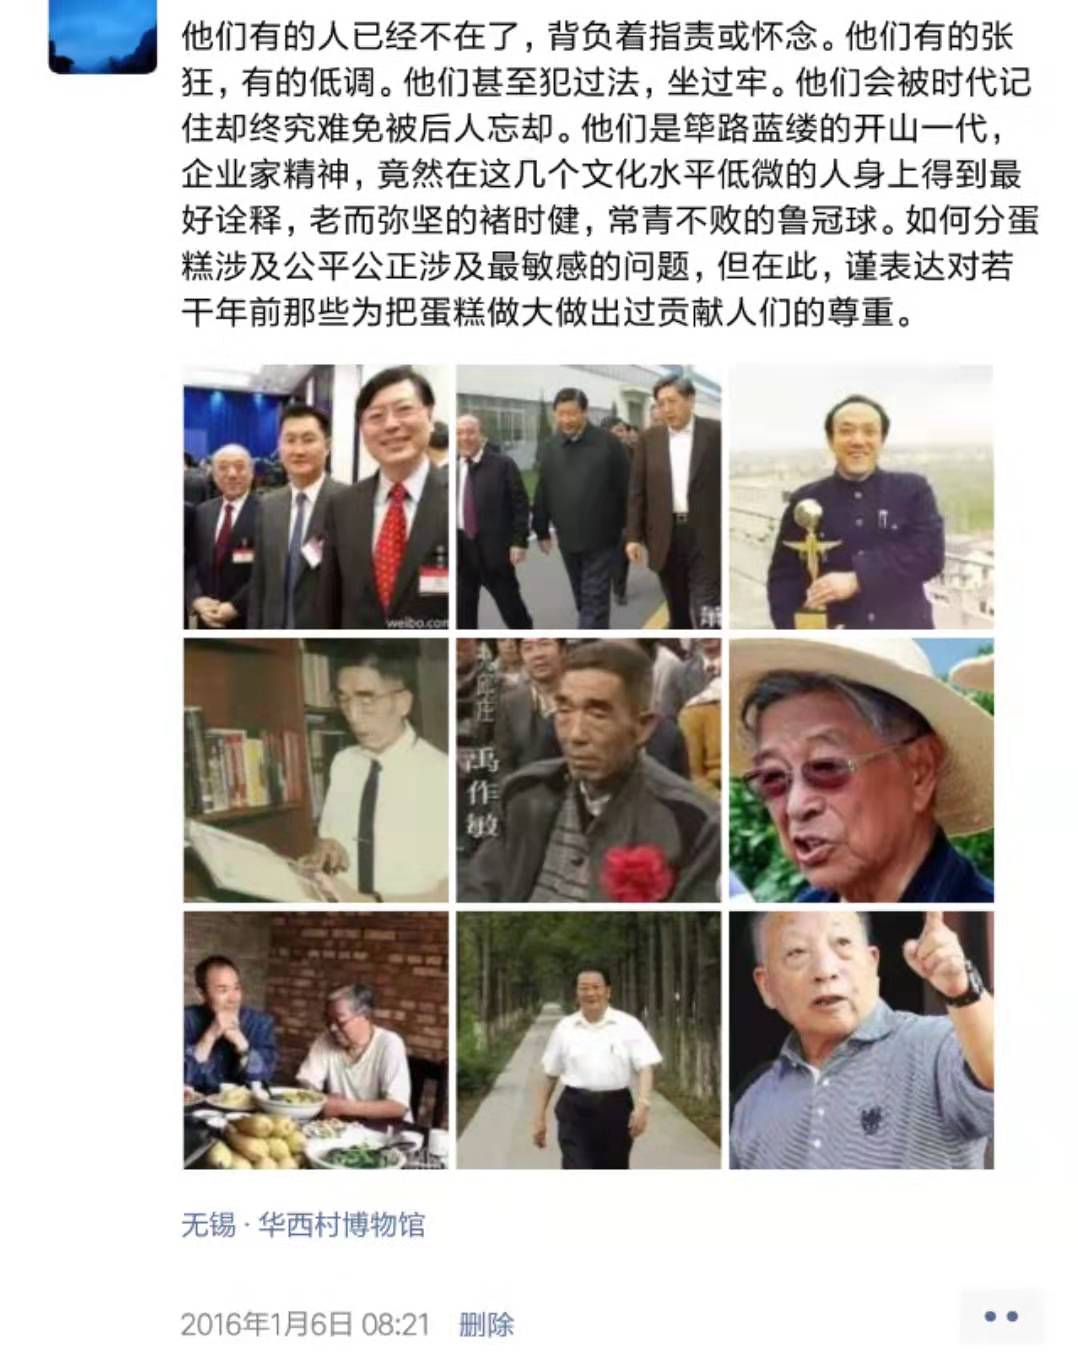 他们有的人已经不在了，背负着指责或怀念。他们有的张
狂，有的低调。他们甚至犯过法，坐过牢。他们会被时代记
住却终究难免被后人忘却。他们是筚路蓝缕的开山一代，
企业家精神，竟然在这几个文化水平低微的人身上得到最
好诠释，老而弥坚的褚时健，常青不败的鲁冠球。如何分蛋
糕涉及公平公正涉及最敏感的问题，但在此，谨表达对若
干年前那些为把蛋糕做大做出过贡献人们的尊重。
weibo.com
邱庄
禹作敏
无锡·华西村博物馆
2016年1月6日 08:21 删除